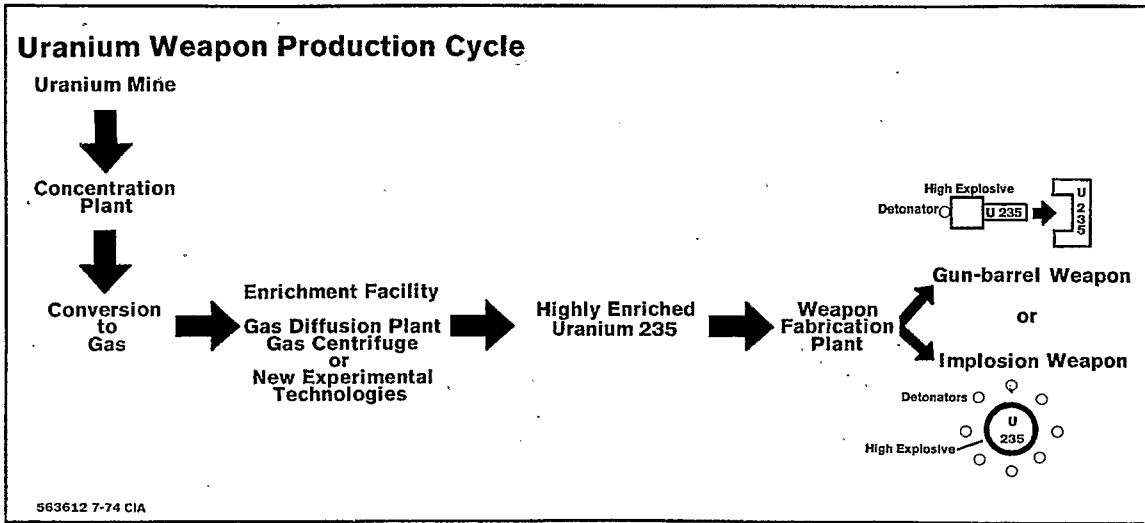 Uranium Weapon Production Cycle
Uranium Mine
Concentration
Plant
Conversion
to
Gas
Enrichment Facility
Gas Diffusion Plant
Gas Centrifuge
or
New Experimental
Technologies
Highly Enriched
Uranium 235
Weapon
Fabrication
Plant
High Explosive
Detonator
U 235
U
2
3
5
Gun-barrel Weapon
or
Implosion Weapon
Detonators
U
235
High Explosive
563612 7-74 CIA